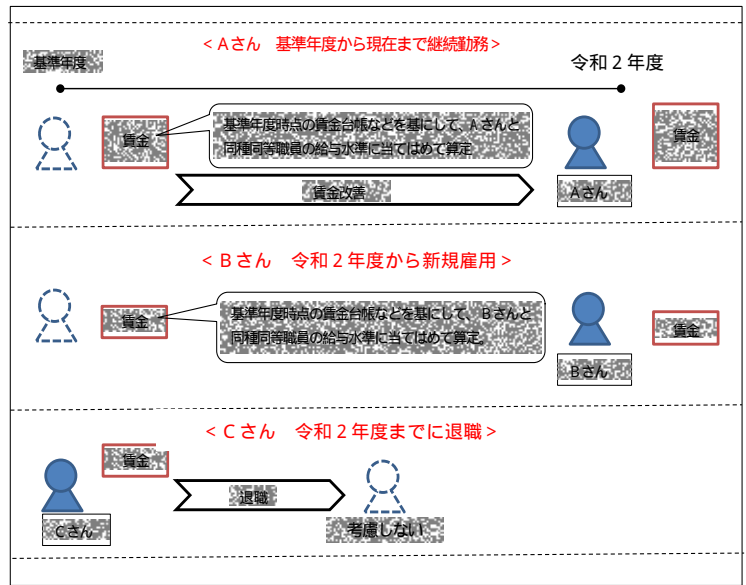 ＜Aさん　基準年度から現在まで継続勤務＞
基準年度
令和２年度
賃金
基準年度時点の賃金台帳などを基にして、Aさんと
同種同等職員の給与水準に当てはめて算定
賃金
賃金改善
Aさん
＜Bさん　令和２年度から新規雇用＞
賃金
基準年度時点の賃金台帳などを基にして、Bさんと
同種同等職員の給与水準に当てはめて算定。
賃金
Bさん
＜Cさん　令和２年度までに退職＞
賃金
退職
Cさん
考慮しない